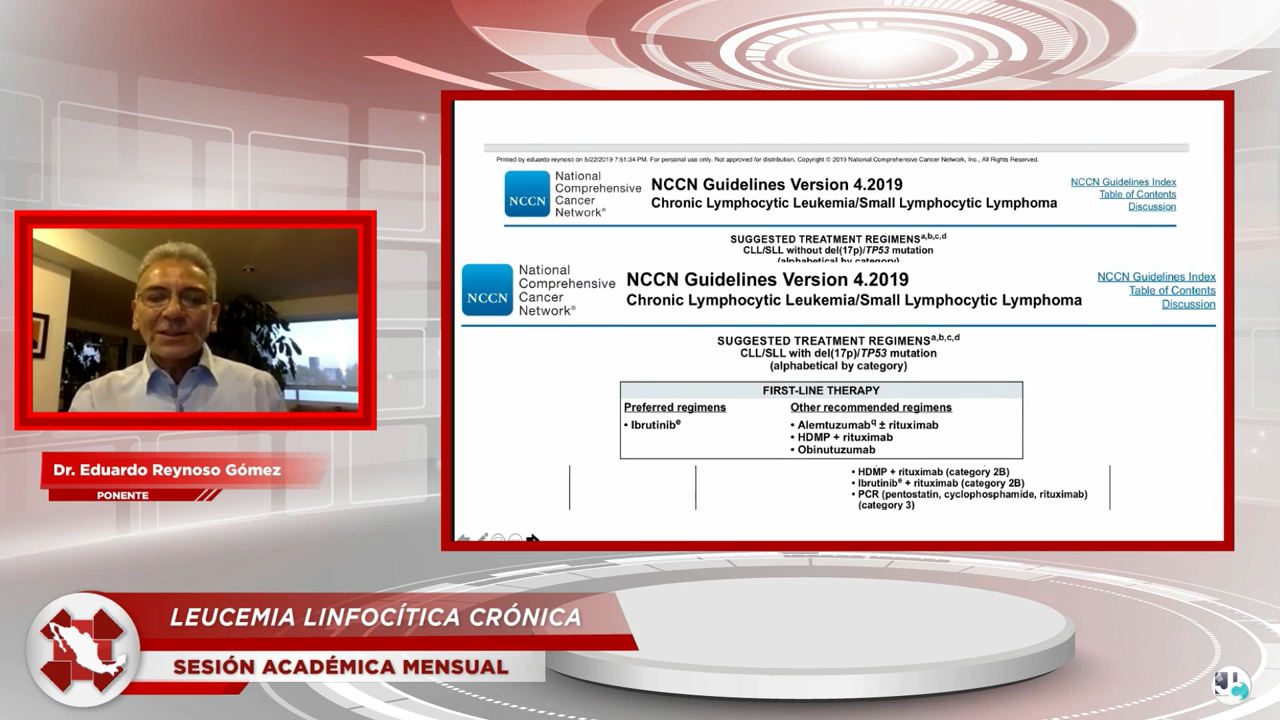 Printed by eduardo reynoso on 5/22/2019 7:51:34 PM. For personal use only. Not approved for distribution. Copyright © 2019 National Comprehensive Cancer Network, Inc., All Rights Reserved.
NCCN
National
Comprehensive
Cancer
Network®
NCCN Guidelines Version 4.2019
Chronic Lymphocytic Leukemia/Small Lymphocytic Lymphoma
NCCN Guidelines Index
Table of Contents
Discussion
SUGGESTED TREATMENT REGIMENSa,b,c,d
CLL/SLL without del(17p)/TP53 mutation
(alphabetical by category)
NCCN
National
Comprehensive
Cancer
Network®
NCCN Guidelines Version 4.2019
Chronic Lymphocytic Leukemia/Small Lymphocytic Lymphoma
NCCN Guidelines Index
Table of Contents
Discussion
SUGGESTED TREATMENT REGIMENSa,b,c,d
CLL/SLL with del(17p)/TP53 mutation
(alphabetical by category)
FIRST-LINE THERAPY
Preferred regimens
• Ibrutinibe
Other recommended regimens
• Alemtuzumabq ± rituximab
• HDMP + rituximab
• Obinutuzumab
• HDMP + rituximab (category 2B)
• Ibrutinibe + rituximab (category 2B)
• PCR (pentostatin, cyclophosphamide, rituximab)
(category 3)
Dr. Eduardo Reynoso Gómez
PONENTE
LEUCEMIA LINFOCÍTICA CRÓNICA
SESIÓN ACADÉMICA MENSUAL